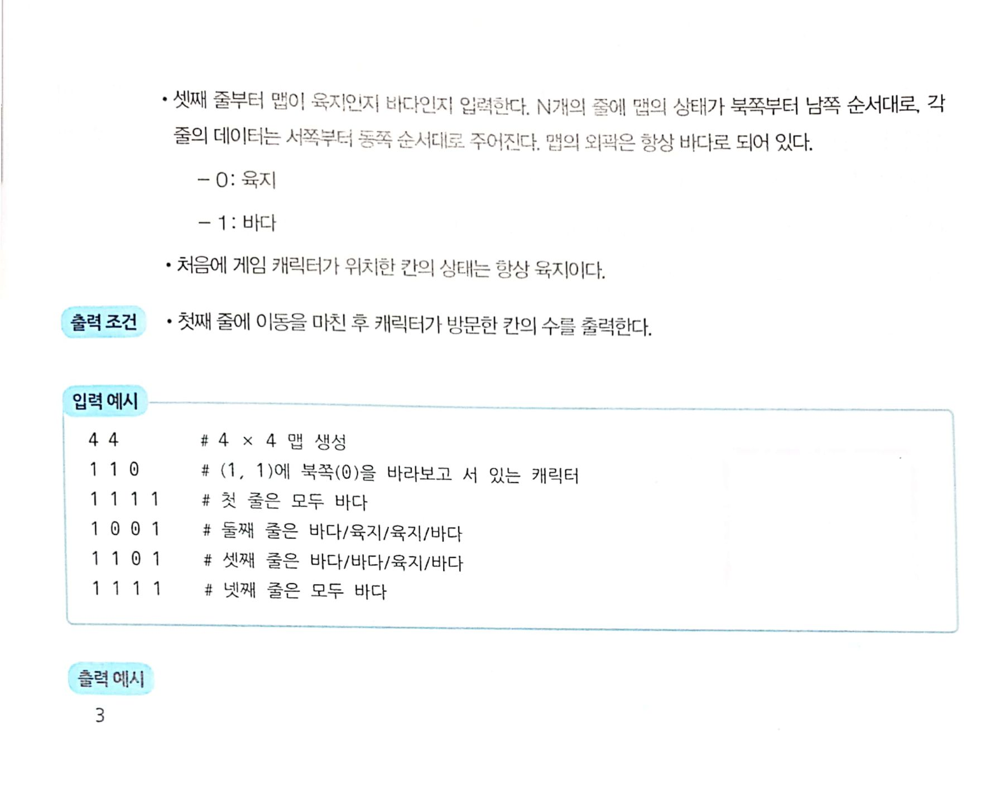 • 셋째 줄부터 맵이 육지인지 바다인지 입력한다. N개의 줄에 맵의 상태가 북쪽부터 남쪽 순서대로, 각
줄의 데이터는 서쪽부터 동쪽 순서대로 주어진다. 맵의 외곽은 항상 바다로 되어 있다.
– 0: 육지
– 1: 바다
• 처음에 게임 캐릭터가 위치한 칸의 상태는 항상 육지이다.
출력 조건 • 첫째 줄에 이동을 마친 후 캐릭터가 방문한 칸의 수를 출력한다.
입력 예시
4 4 # 4 × 4 맵 생성
1 1 0 # (1, 1)에 북쪽(0)을 바라보고 서 있는 캐릭터
1 1 1 1 # 첫 줄은 모두 바다
1 0 0 1 # 둘째 줄은 바다/육지/육지/바다
1 1 0 1 # 셋째 줄은 바다/바다/육지/바다
1 1 1 1 # 넷째 줄은 모두 바다
출력 예시
3